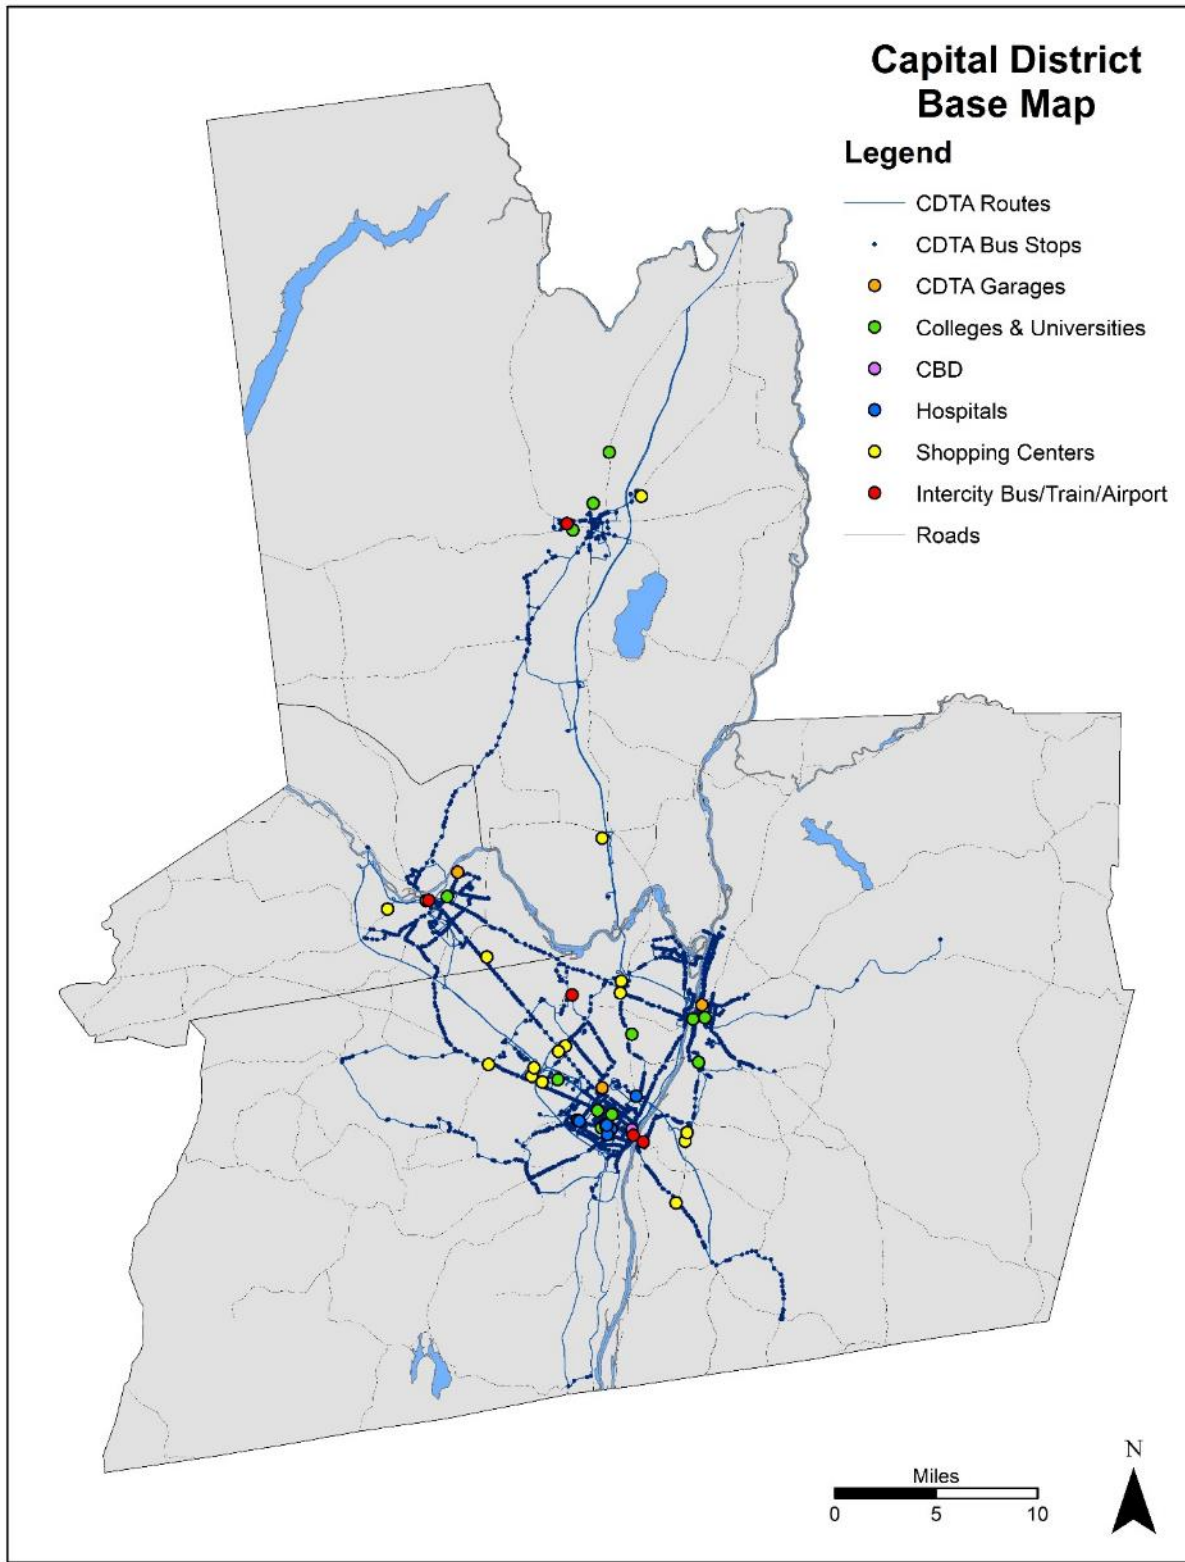 Capital District
Base Map
Legend
CDTA Routes
CDTA Bus Stops
CDTA Garages
Colleges & Universities
CBD
Hospitals
Shopping Centers
Intercity Bus/Train/Airport
Roads
N
Miles
0 5 10